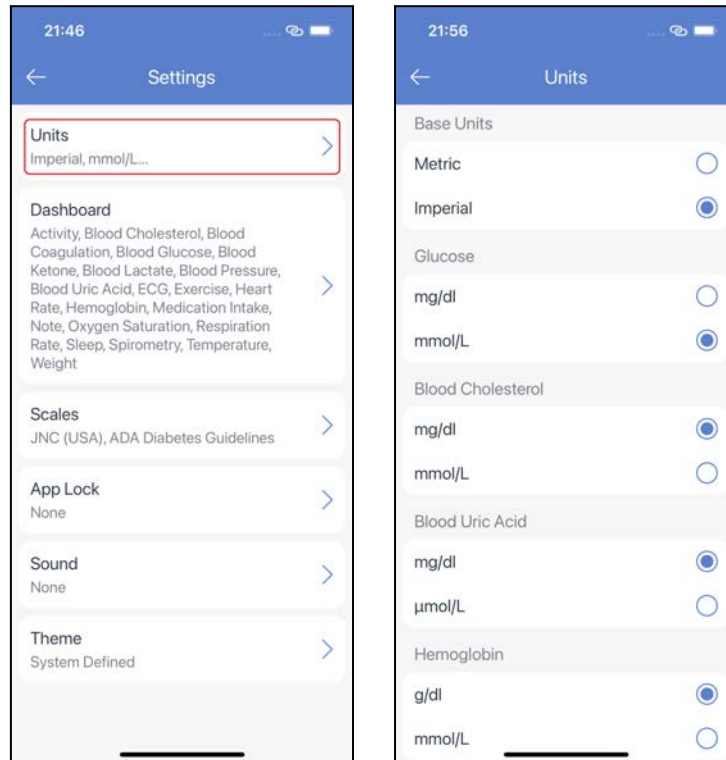 21:46
Settings
Units
Imperial, mmol/L...
Dashboard
Activity, Blood Cholesterol, Blood
Coagulation, Blood Glucose, Blood
Ketone, Blood Lactate, Blood Pressure,
Blood Uric Acid, ECG, Exercise, Heart
Rate, Hemoglobin, Medication Intake,
Note, Oxygen Saturation, Respiration
Rate, Sleep, Spirometry, Temperature,
Weight
Scales
JNC (USA), ADA Diabetes Guidelines
App Lock
None
Sound
None
Theme
System Defined
21:56
Units
Base Units
Metric
Imperial
Glucose
mg/dl
mmol/L
Blood Cholesterol
mg/dl
mmol/L
Blood Uric Acid
mg/dl
μmol/L
Hemoglobin
g/dl
mmol/L